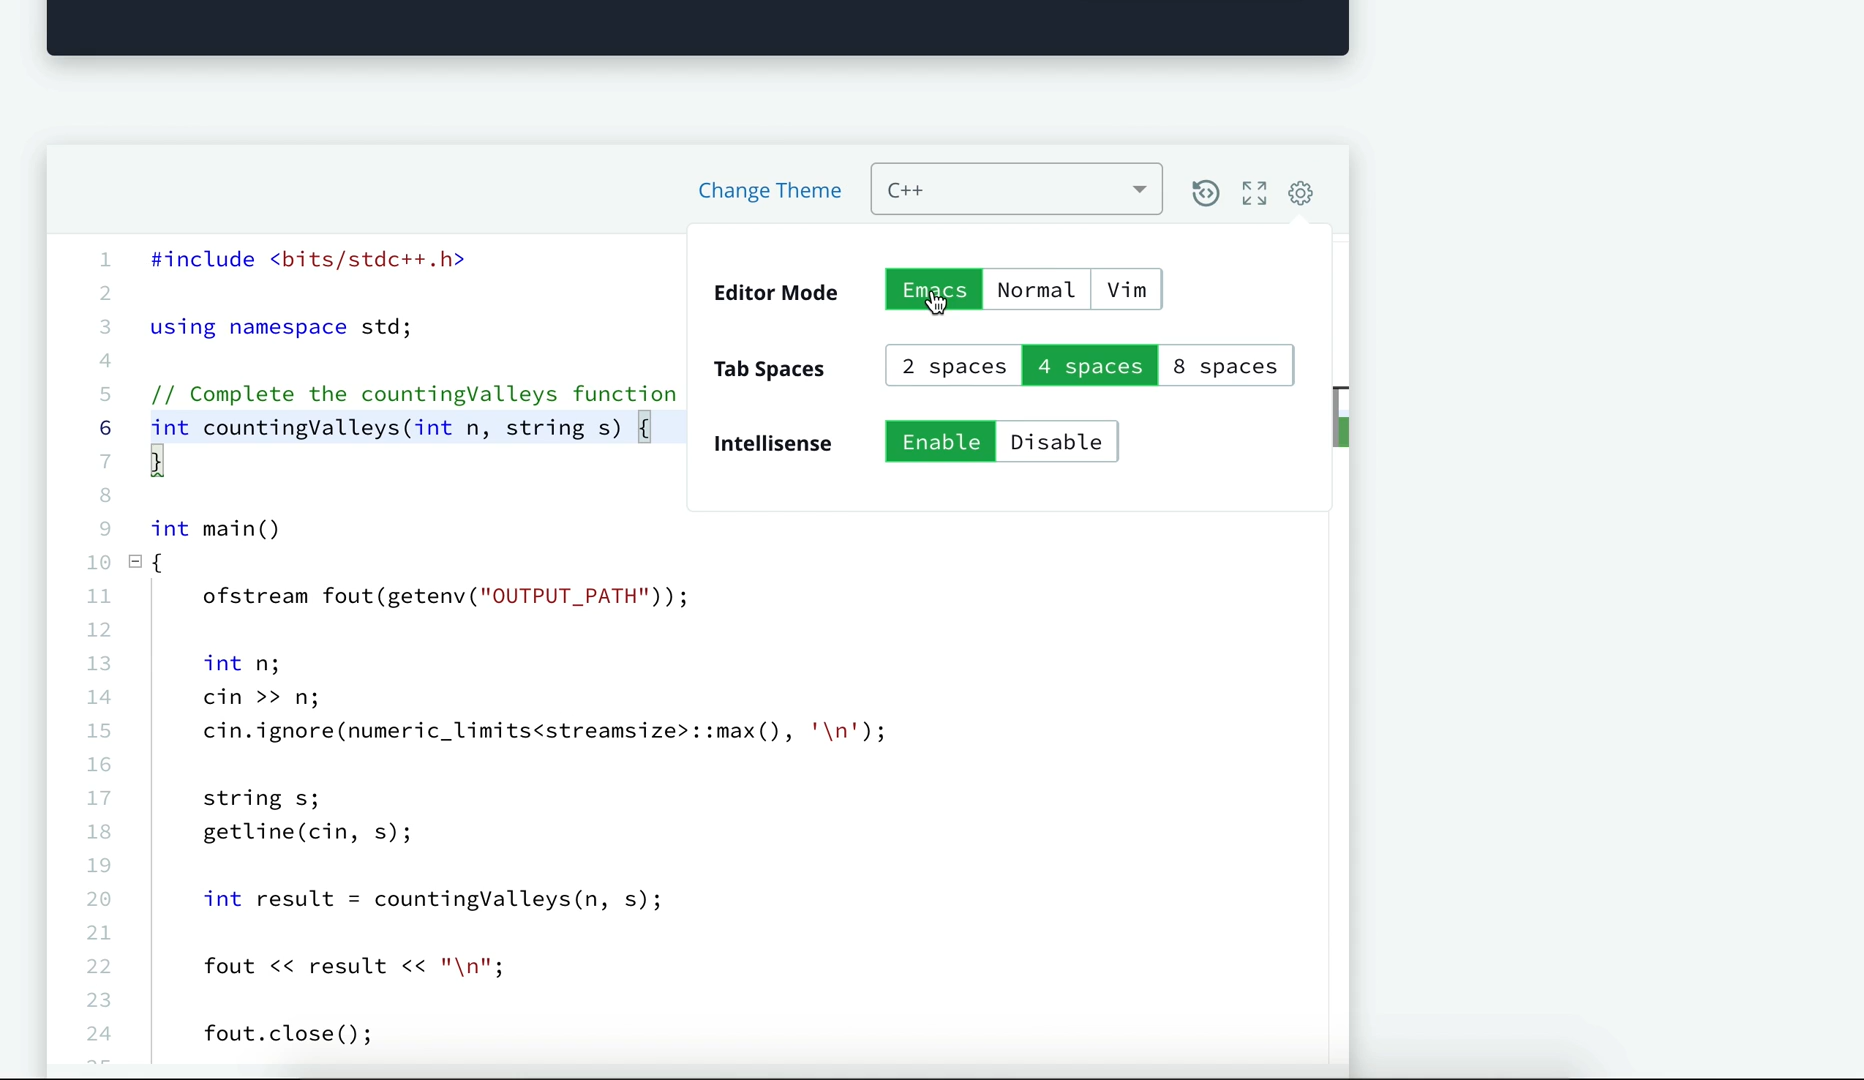 Change Theme
C++
Editor Mode
Emacs Normal Vim
Tab Spaces
2 spaces 4 spaces 8 spaces
Intellisense
Enable Disable
1 #include <bits/stdc++.h>
2
3 using namespace std;
4
5 // Complete the countingValleys function
6 int countingValleys(int n, string s) {
7 }
8
9 int main()
10 {
11 ofstream fout(getenv("OUTPUT_PATH"));
12
13 int n;
14 cin >> n;
15 cin.ignore(numeric_limits<streamsize>::max(), '\n');
16
17 string s;
18 getline(cin, s);
19
20 int result = countingValleys(n, s);
21
22 fout << result << "\n";
23
24 fout.close();